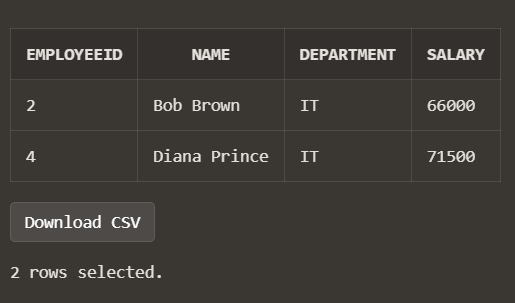 EMPLOYEEID NAME DEPARTMENT SALARY
2 Bob Brown IT 66000
4 Diana Prince IT 71500
Download CSV
2 rows selected.